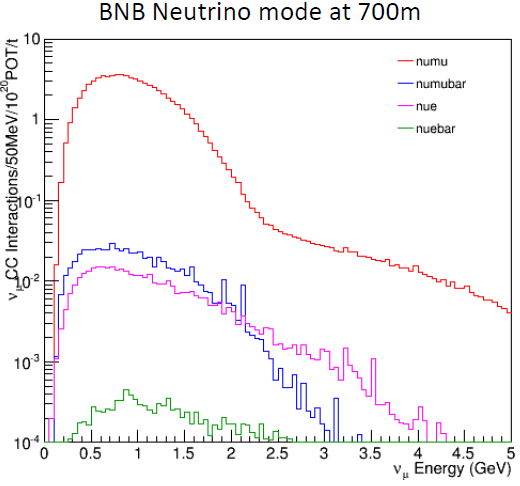 BNB Neutrino mode at 700m
ν_μ CC Interactions/50MeV/10^20POT/t
10
1
10^-1
10^-2
10^-3
10^-4
numu
numubar
nue
nuebar
0 0.5 1 1.5 2 2.5 3 3.5 4 4.5 5
ν_μ Energy (GeV)